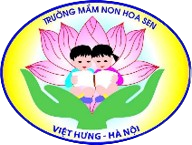 TRƯỜNG MẦM NON HOA SEN
VIỆT HƯNG - HÀ NỘI